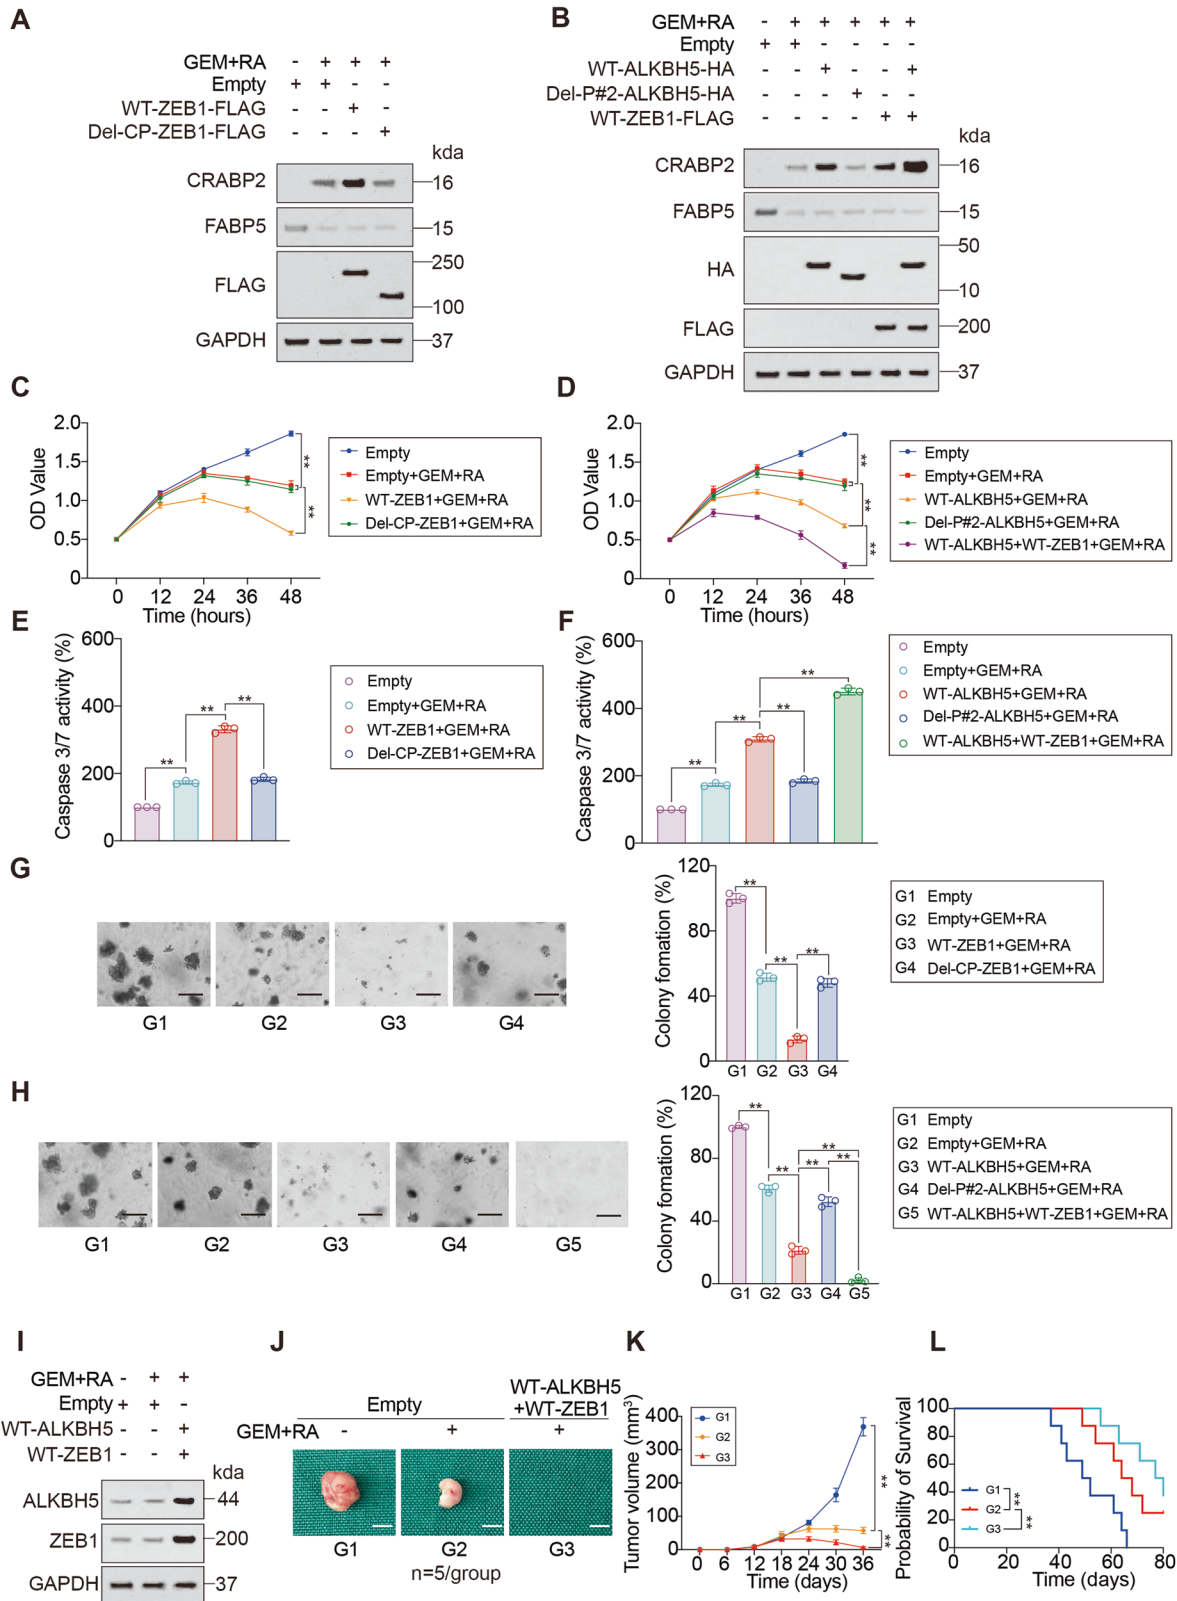 A
GEM+RA - + + +
Empty + + - -
WT-ZEB1-FLAG - - + -
Del-CP-ZEB1-FLAG - - - +
kda
CRABP2 16
FABP5 15
FLAG 250
100
GAPDH 37
B
GEM+RA - + + + + +
Empty + + - - - -
WT-ALKBH5-HA - - + - - +
Del-P#2-ALKBH5-HA - - - + - -
WT-ZEB1-FLAG - - - - + +
kda
CRABP2 16
FABP5 15
HA 50
10
FLAG 200
GAPDH 37
C
OD Value
2.0
1.5
1.0
0.5
0
0 12 24 36 48
Time (hours)
**
**
Empty
Empty+GEM+RA
WT-ZEB1+GEM+RA
Del-CP-ZEB1+GEM+RA
D
OD Value
2.0
1.5
1.0
0.5
0
0 12 24 36 48
Time (hours)
**
**
**
Empty
Empty+GEM+RA
WT-ALKBH5+GEM+RA
Del-P#2-ALKBH5+GEM+RA
WT-ALKBH5+WT-ZEB1+GEM+RA
E
Caspase 3/7 activity (%)
600
400
200
0
** ** **
Empty
Empty+GEM+RA
WT-ZEB1+GEM+RA
Del-CP-ZEB1+GEM+RA
F
Caspase 3/7 activity (%)
600
400
200
0
** ** ** **
Empty
Empty+GEM+RA
WT-ALKBH5+GEM+RA
Del-P#2-ALKBH5+GEM+RA
WT-ALKBH5+WT-ZEB1+GEM+RA
G
G1 G2 G3 G4
Colony fomation (%)
120
80
40
0
** ** **
G1 G2 G3 G4
G1 Empty
G2 Empty+GEM+RA
G3 WT-ZEB1+GEM+RA
G4 Del-CP-ZEB1+GEM+RA
H
G1 G2 G3 G4 G5
Colony fomation (%)
120
80
40
0
** ** ** ** **
G1 G2 G3 G4 G5
G1 Empty
G2 Empty+GEM+RA
G3 WT-ALKBH5+GEM+RA
G4 Del-P#2-ALKBH5+GEM+RA
G5 WT-ALKBH5+WT-ZEB1+GEM+RA
I
GEM+RA - + +
Empty + + -
WT-ALKBH5 - - +
WT-ZEB1 - - +
kda
ALKBH5 44
ZEB1 200
GAPDH 37
J
Empty
WT-ALKBH5
+WT-ZEB1
GEM+RA - + +
G1 G2 G3
n=5/group
K
Tumor volume (mm³)
400
300
200
100
0
0 6 12 18 24 30 36
Time (days)
G1
G2
G3
**
**
L
Probability of Survival
100
80
60
40
20
0
0 20 40 60 80
Time (days)
G1
G2
G3
**
**